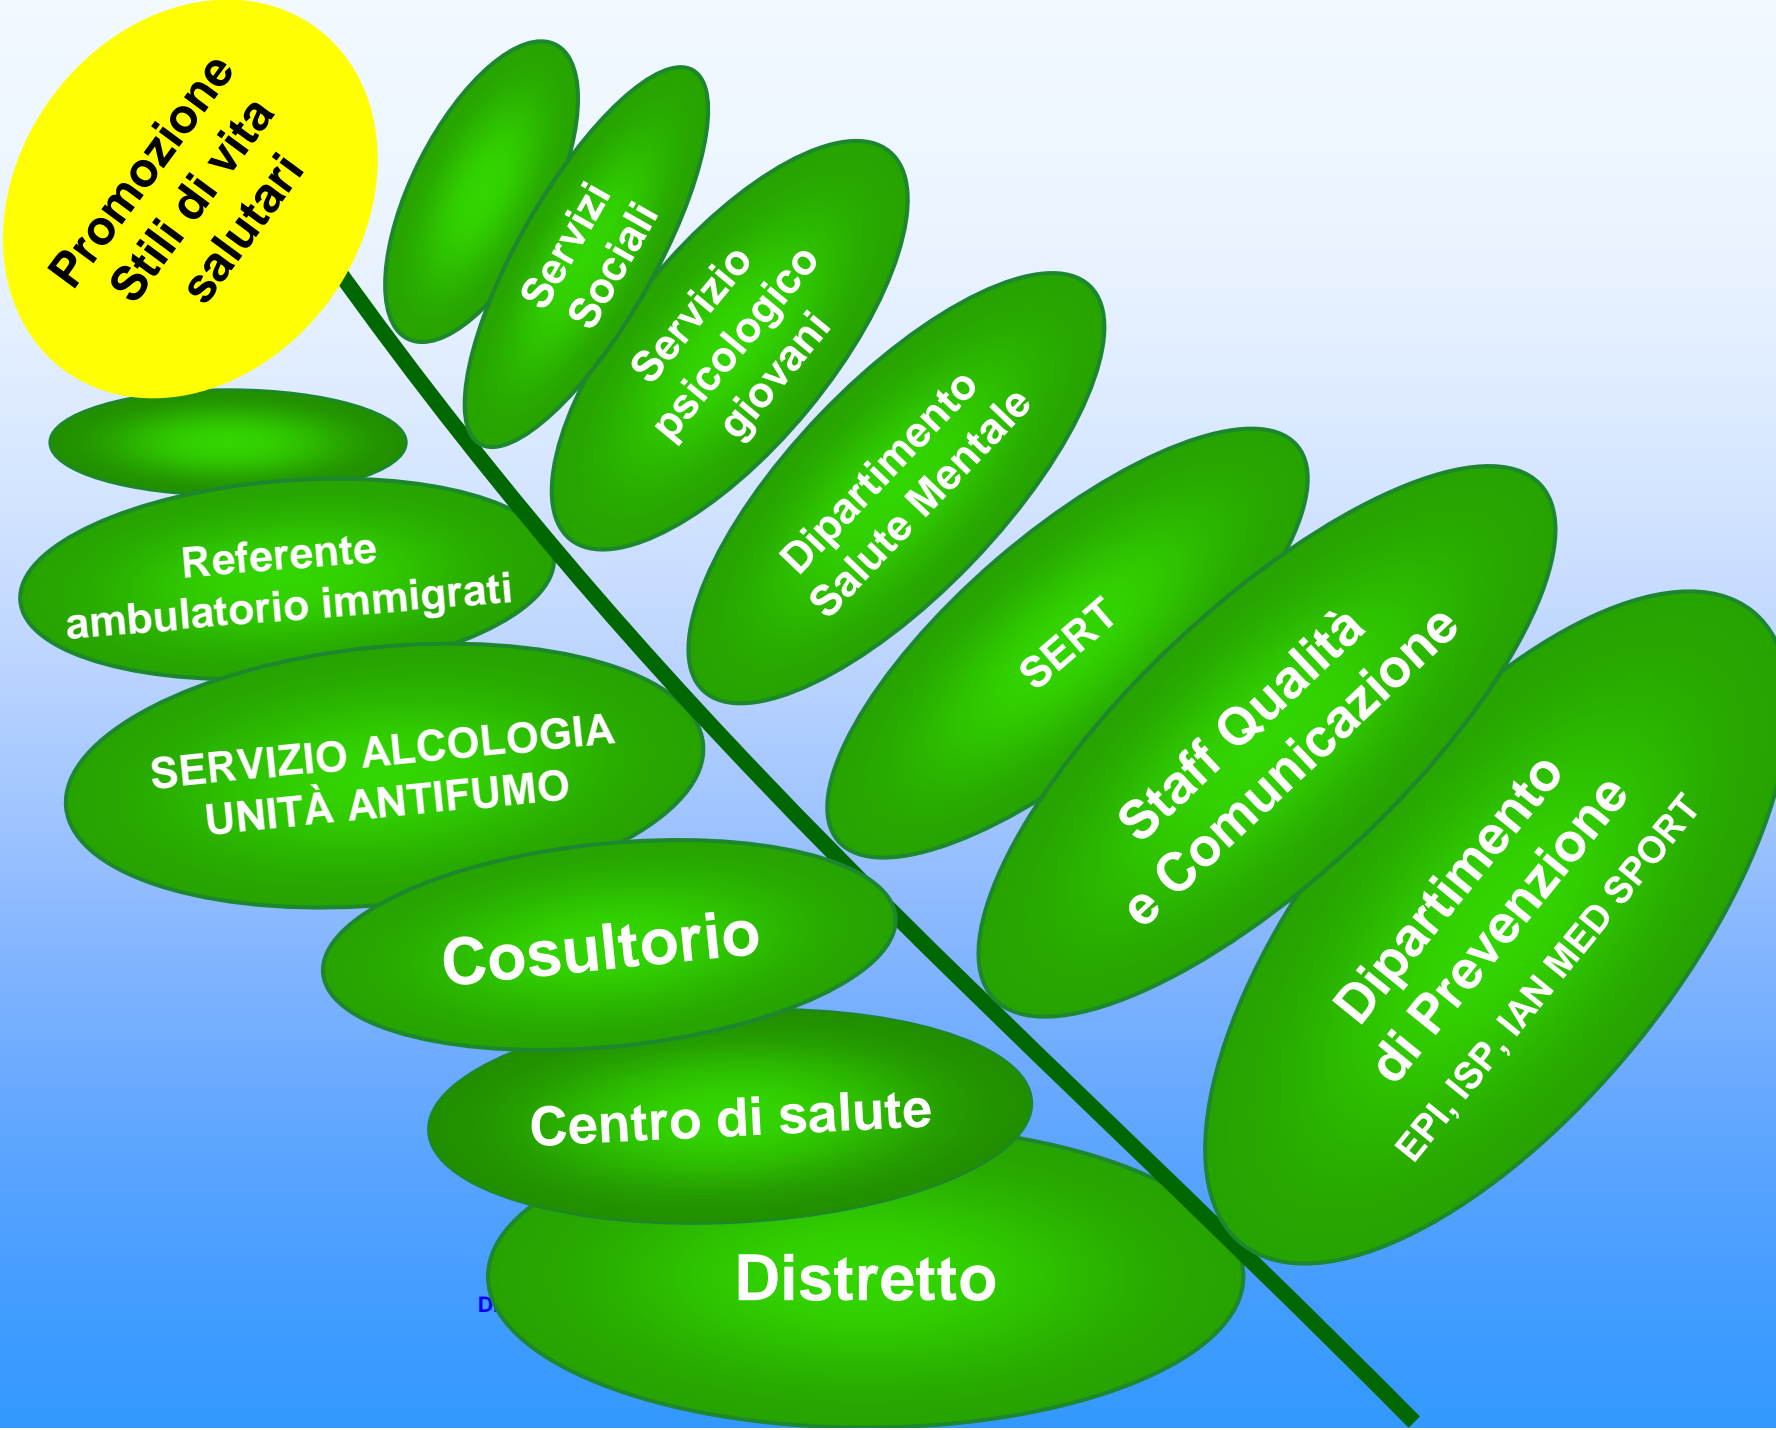 Promozione
Stili di vita
salutari
Servizi
Sociali
Servizio
psicologico
giovani
Dipartimento
Salute Mentale
SERT
Staff Qualità
e Comunicazione
Dipartimento
di Prevenzione
EPI, ISP, IAN MED SPORT
Referente
ambulatorio immigrati
SERVIZIO ALCOLOGIA
UNITÀ ANTIFUMO
Cosultorio
Centro di salute
Distretto